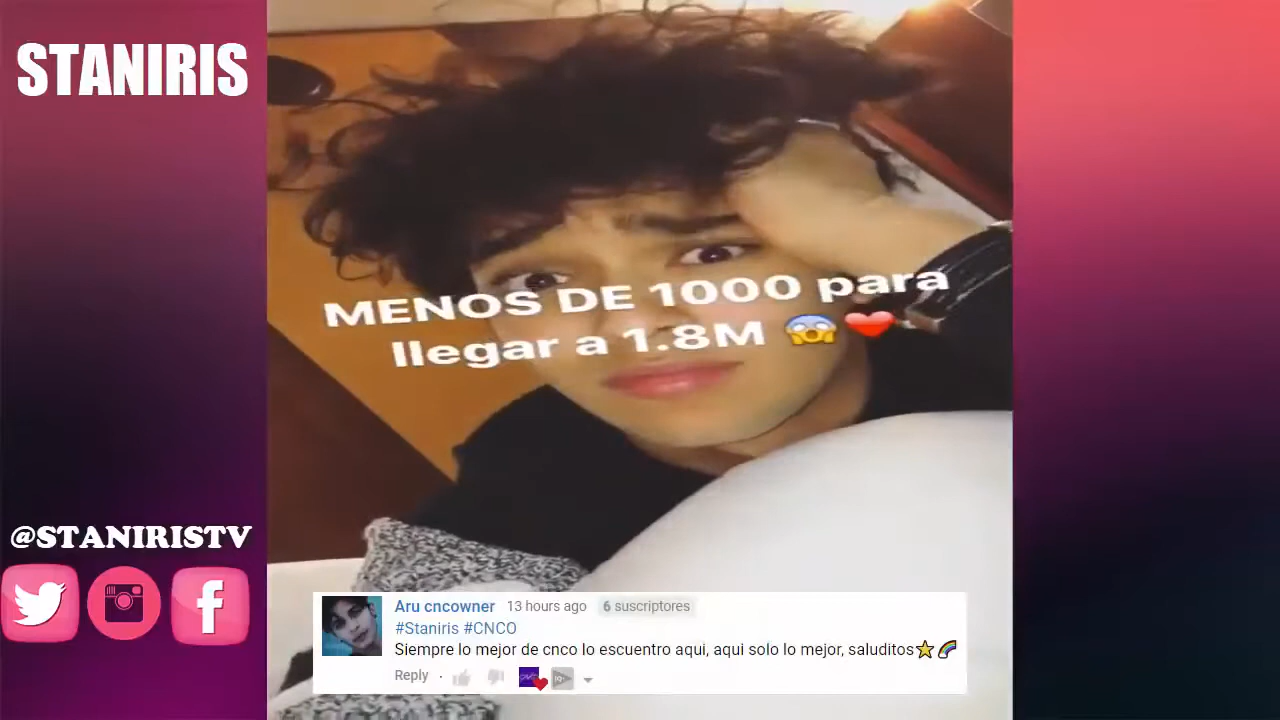 STANIRIS
MENOS DE 1000 para
llegar a 1.8M 😱❤️
@STANIRISTV
Aru cncowner 13 hours ago 6 suscriptores
#Staniris #CNCO
Siempre lo mejor de cnco lo escuentro aqui, aqui solo lo mejor, saluditos⭐🌈
Reply